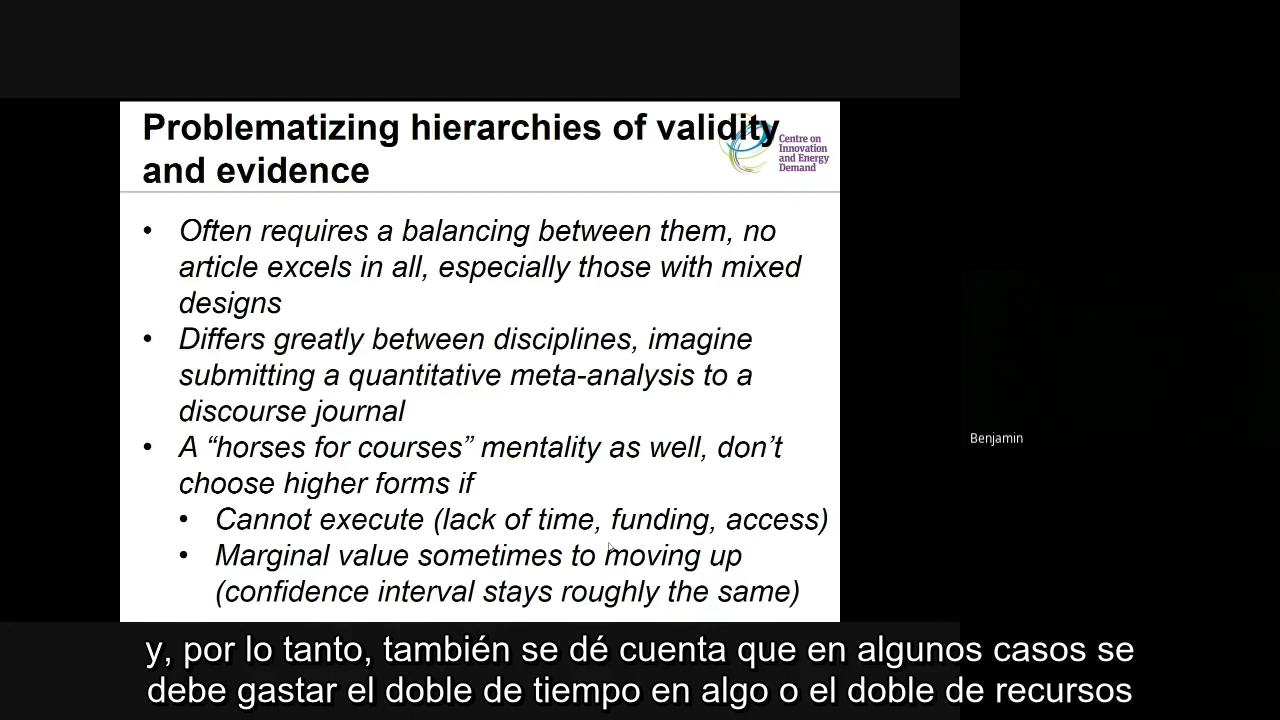 Problematizing hierarchies of validity
and evidence
Centre on
Innovation
and Energy
Demand
• Often requires a balancing between them, no
article excels in all, especially those with mixed
designs
• Differs greatly between disciplines, imagine
submitting a quantitative meta-analysis to a
discourse journal
• A “horses for courses” mentality as well, don’t
choose higher forms if
• Cannot execute (lack of time, funding, access)
• Marginal value sometimes to moving up
(confidence interval stays roughly the same)
Benjamin
y, por lo tanto, también se dé cuenta que en algunos casos se
debe gastar el doble de tiempo en algo o el doble de recursos